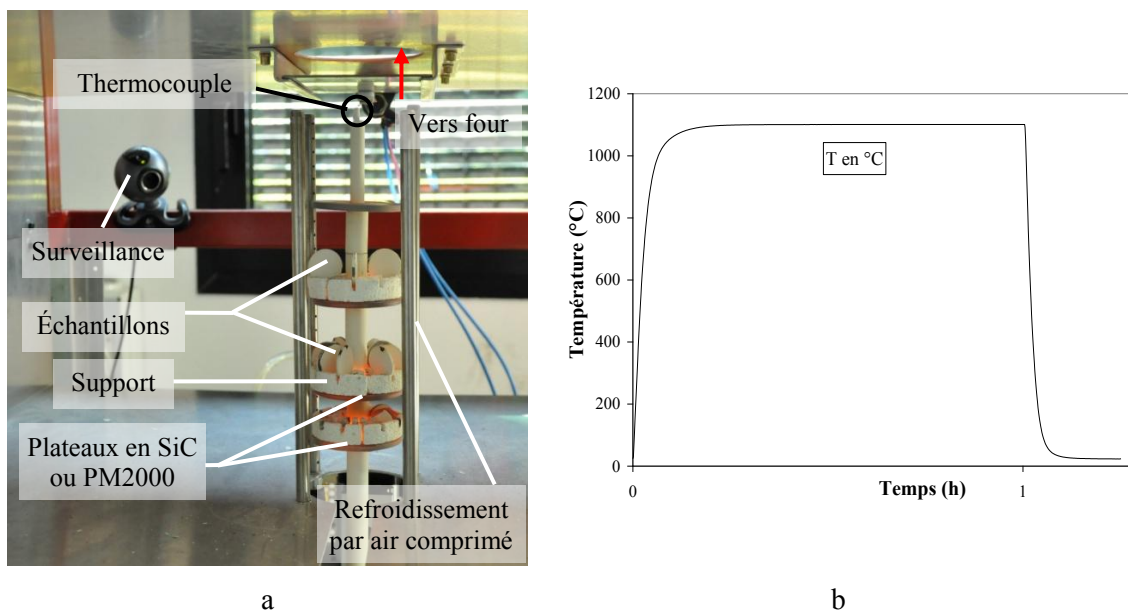 Thermocouple
Vers four
Surveillance
Échantillons
Support
Plateaux en SiC
ou PM2000
Refroidissement
par air comprimé
a
1200
1000
800
600
400
200
0
Température (°C)
T en °C
0
Temps (h)
1
b